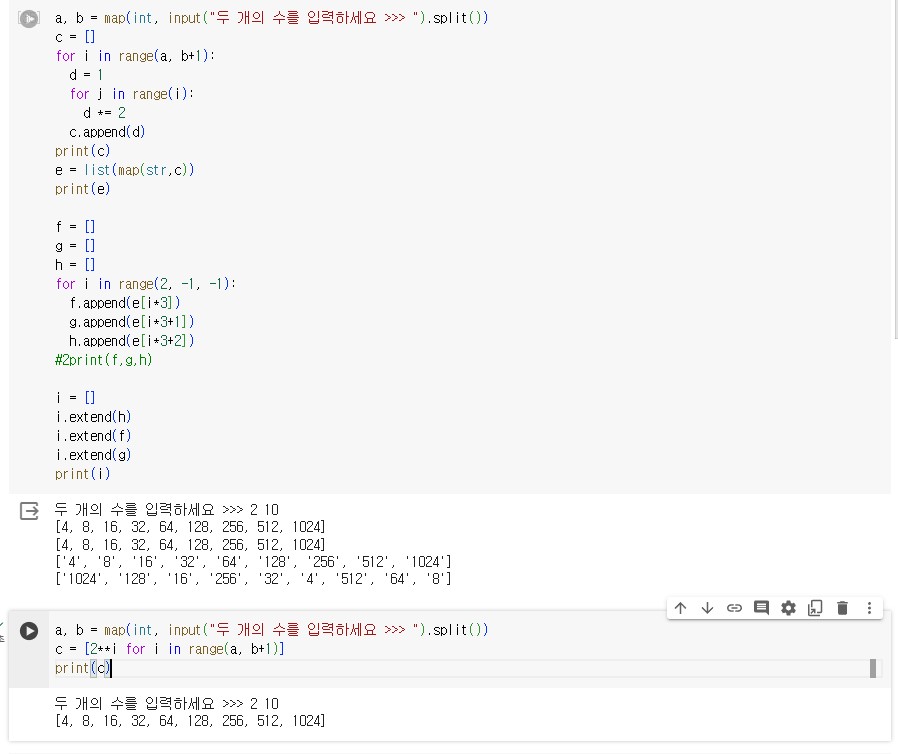 a, b = map(int, input("두 개의 수를 입력하세요 >>> ").split())
c = []
for i in range(a, b+1):
  d = 1
  for j in range(i):
    d *= 2
  c.append(d)
print(c)
e = list(map(str,c))
print(e)

f = []
g = []
h = []
for i in range(2, -1, -1):
  f.append(e[i*3])
  g.append(e[i*3+1])
  h.append(e[i*3+2])
#2print(f,g,h)

i = []
i.extend(h)
i.extend(f)
i.extend(g)
print(i)
두 개의 수를 입력하세요 >>> 2 10
[4, 8, 16, 32, 64, 128, 256, 512, 1024]
[4, 8, 16, 32, 64, 128, 256, 512, 1024]
['4', '8', '16', '32', '64', '128', '256', '512', '1024']
['1024', '128', '16', '256', '32', '4', '512', '64', '8']
a, b = map(int, input("두 개의 수를 입력하세요 >>> ").split())
c = [2**i for i in range(a, b+1)]
print(c)
두 개의 수를 입력하세요 >>> 2 10
[4, 8, 16, 32, 64, 128, 256, 512, 1024]